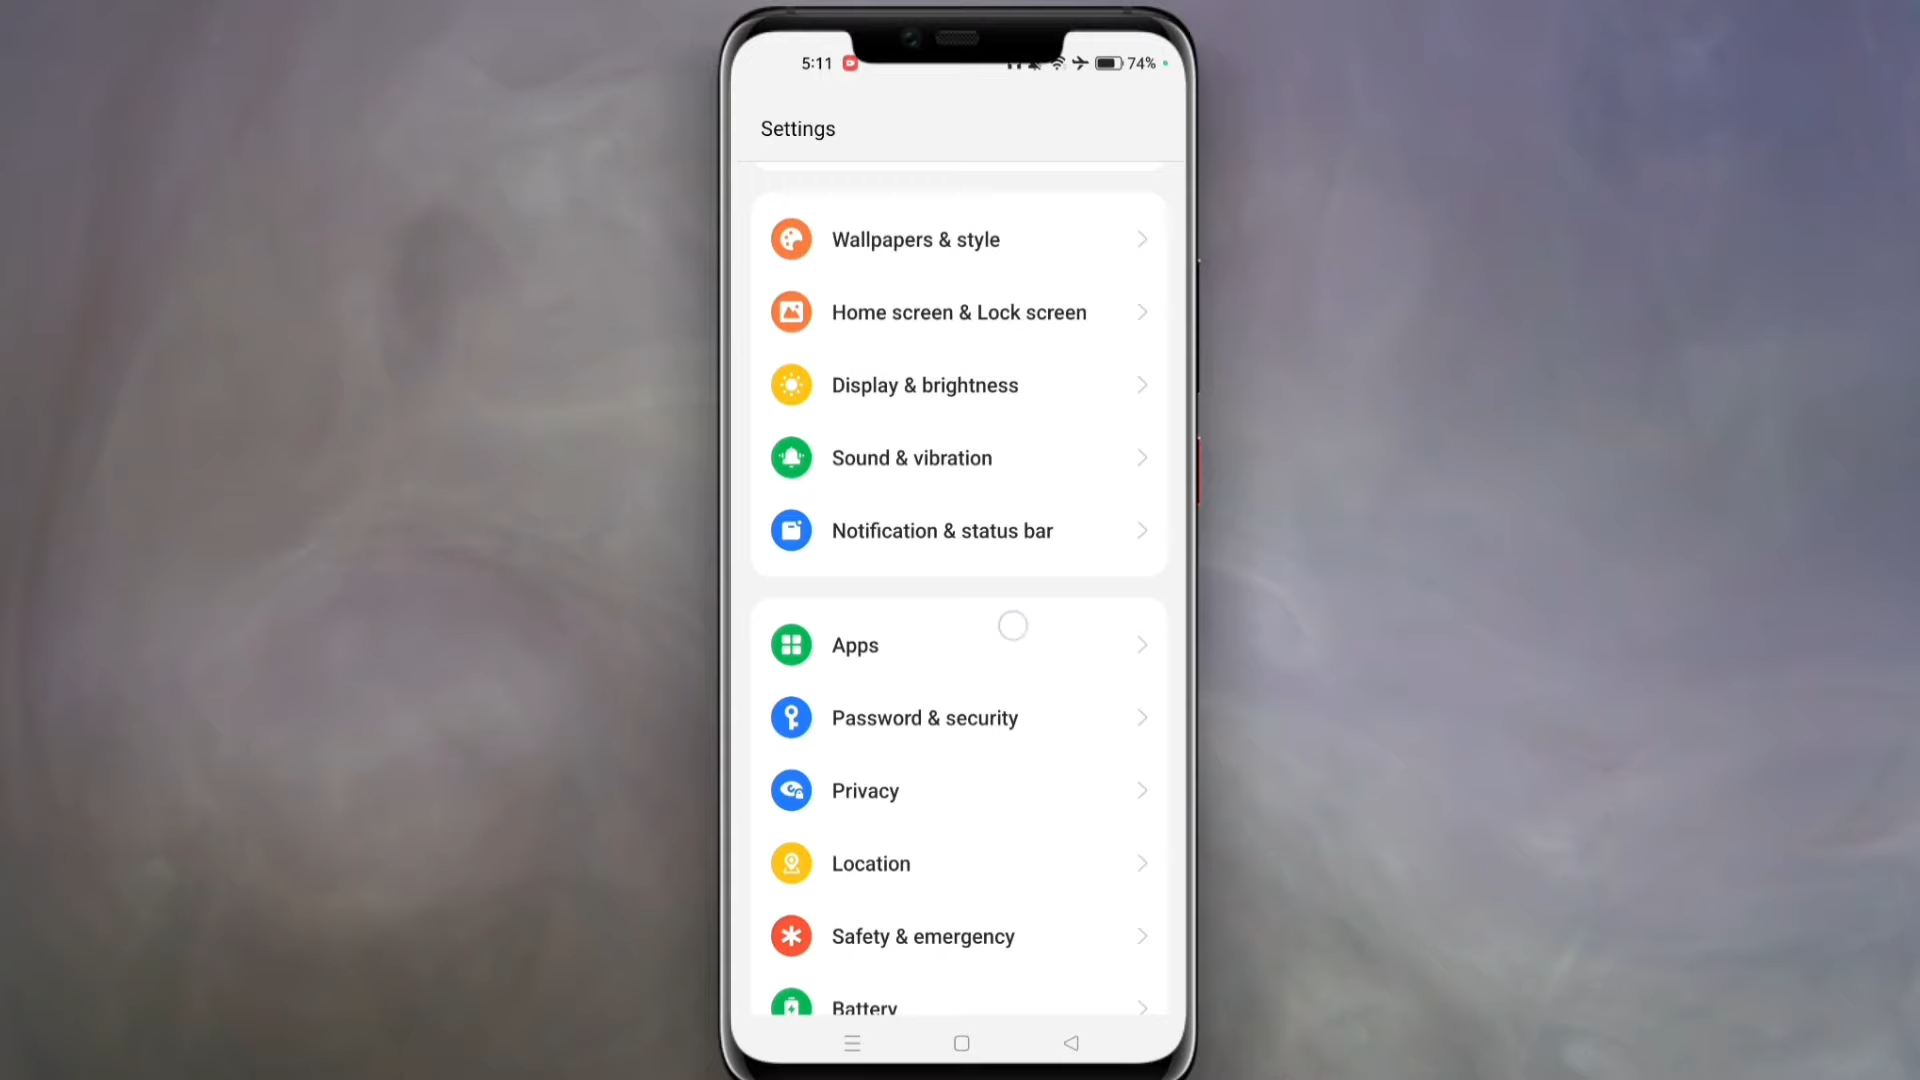 5:11
74%
Settings
Wallpapers & style
Home screen & Lock screen
Display & brightness
Sound & vibration
Notification & status bar
Apps
Password & security
Privacy
Location
Safety & emergency
Battery